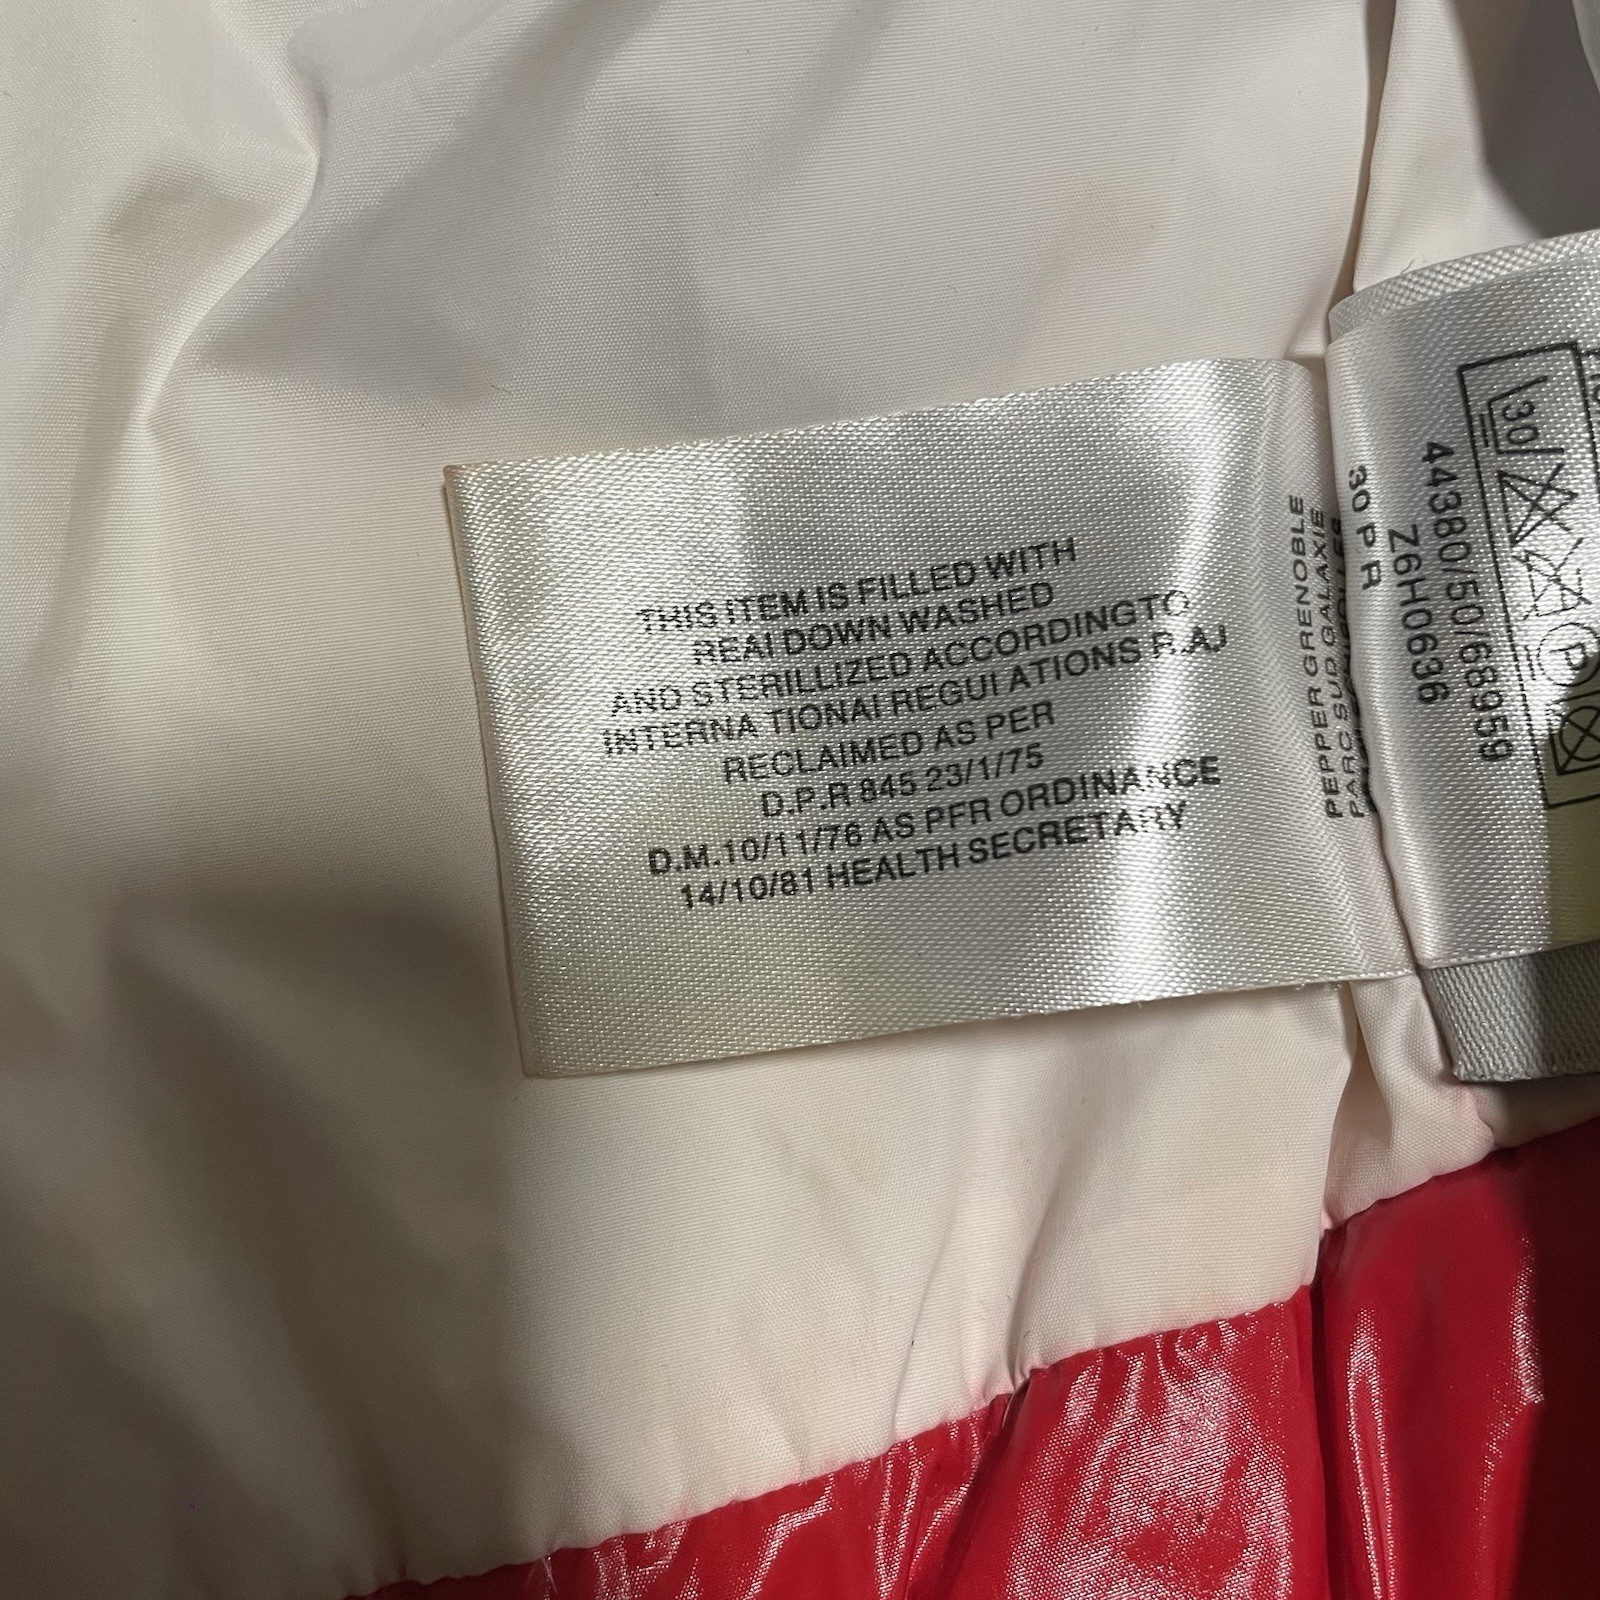 THIS ITEM IS FILLED WITH
REAI DOWN WASHED
AND STERILLIZED ACCORDINGTO
INTERNA TIONAI REGUI ATIONS R.AJ
RECLAIMED AS PER
D.P.R 845 23/1/75
D.M.10/11/76 AS PFR ORDINANCE
14/10/81 HEALTH SECRETARY
PEPPER GRENOBLE
PARC SUD GALAXIE
30PR
Z6H0636
44380/50/68959
30
P